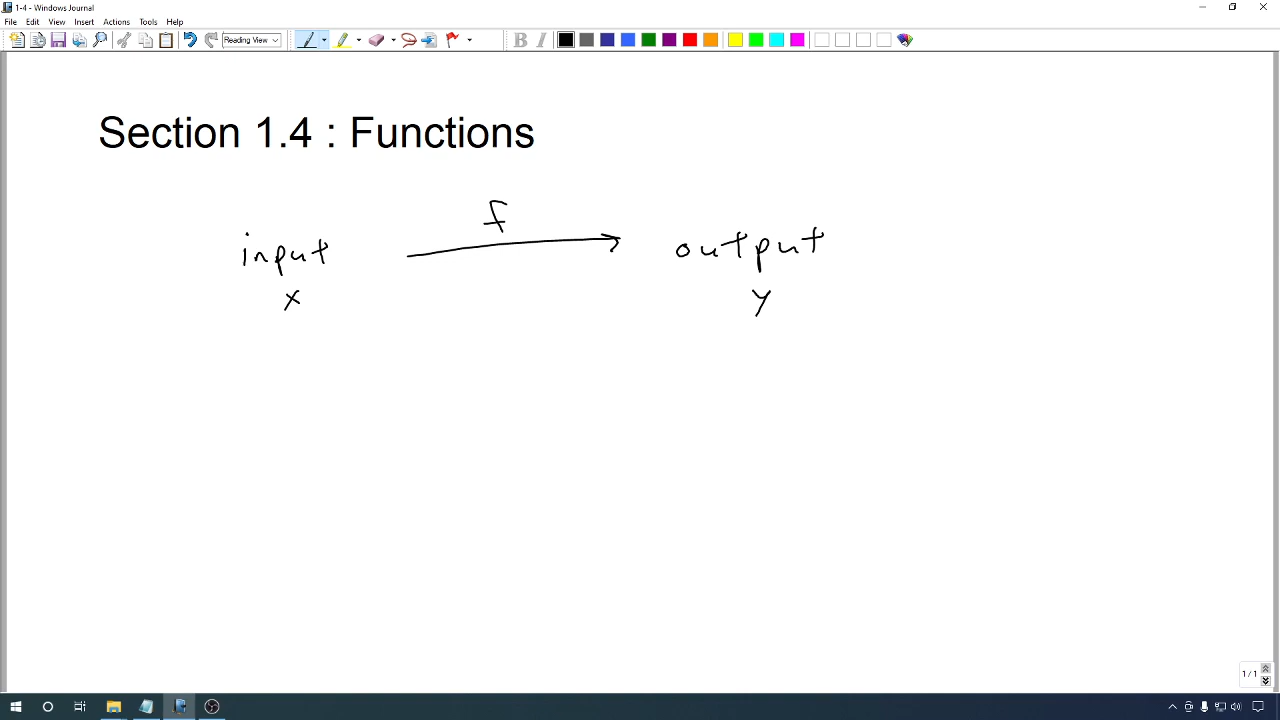 1-4 - Windows Journal
File Edit View Insert Actions Tools Help
Reading View B I
Section 1.4 : Functions
f
input output
x y
1 / 1